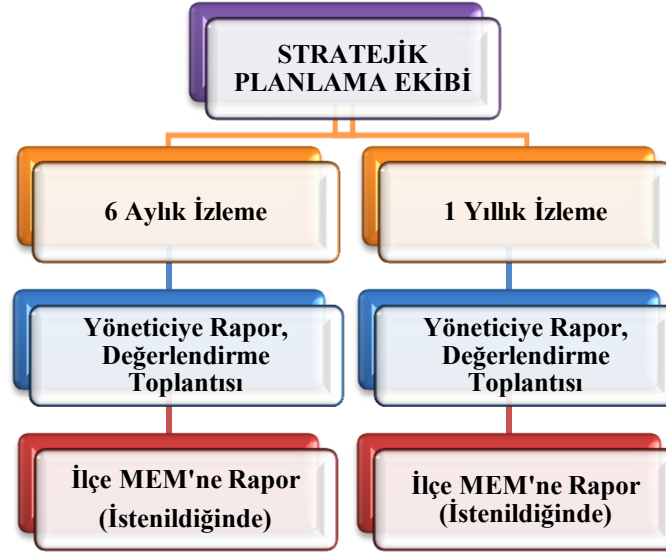 STRATEJİK
PLANLAMA EKİBİ
6 Aylık İzleme
1 Yıllık İzleme
Yöneticiye Rapor,
Değerlendirme
Toplantısı
Yöneticiye Rapor,
Değerlendirme
Toplantısı
İlçe MEM'ne Rapor
(İstenildiğinde)
İlçe MEM'ne Rapor
(İstenildiğinde)